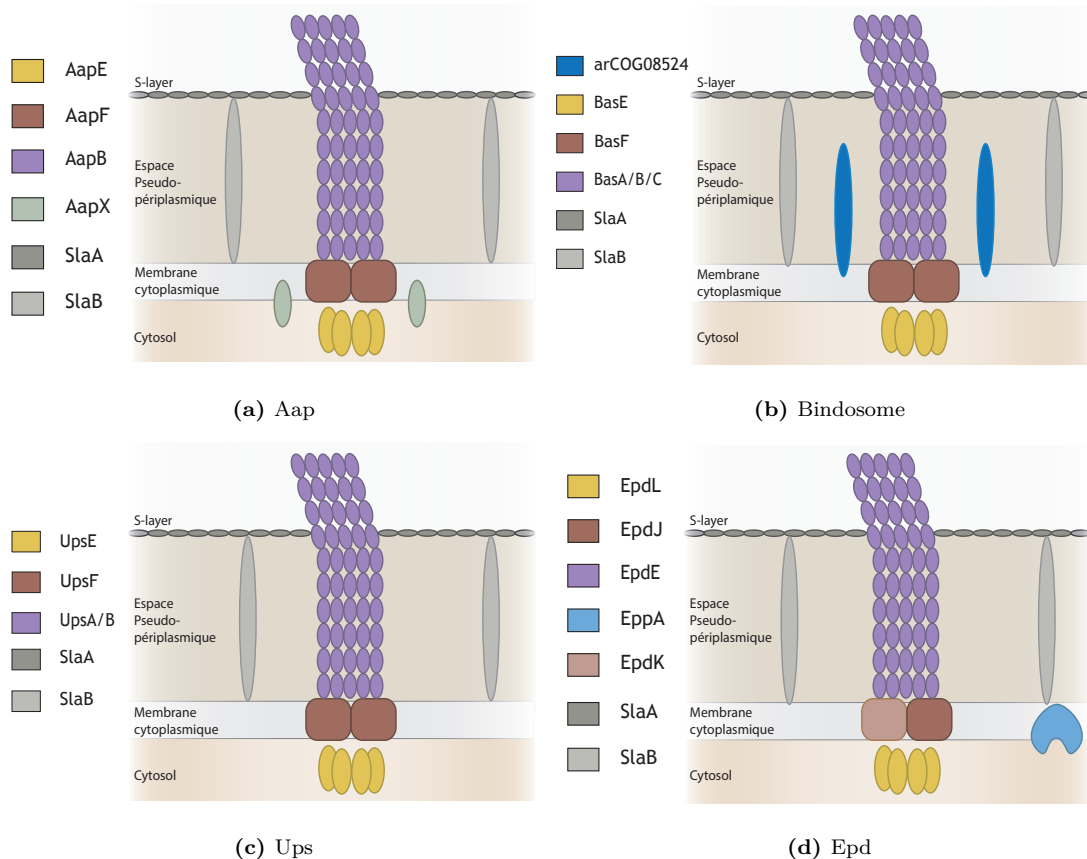 AapE
AapF
AapB
AapX
SlaA
SlaB
S-layer
Espace
Pseudo-
périplasmique
Membrane
cytoplasmique
Cytosol
(a) Aap
arCOG08524
BasE
BasF
BasA/B/C
SlaA
SlaB
S-layer
Espace
Pseudo-
périplasmique
Membrane
cytoplasmique
Cytosol
(b) Bindosome
UpsE
UpsF
UpsA/B
SlaA
SlaB
S-layer
Espace
Pseudo-
périplasmique
Membrane
cytoplasmique
Cytosol
(c) Ups
EpdL
EpdJ
EpdE
EppA
EpdK
SlaA
SlaB
S-layer
Espace
Pseudo-
périplasmique
Membrane
cytoplasmique
Cytosol
(d) Epd